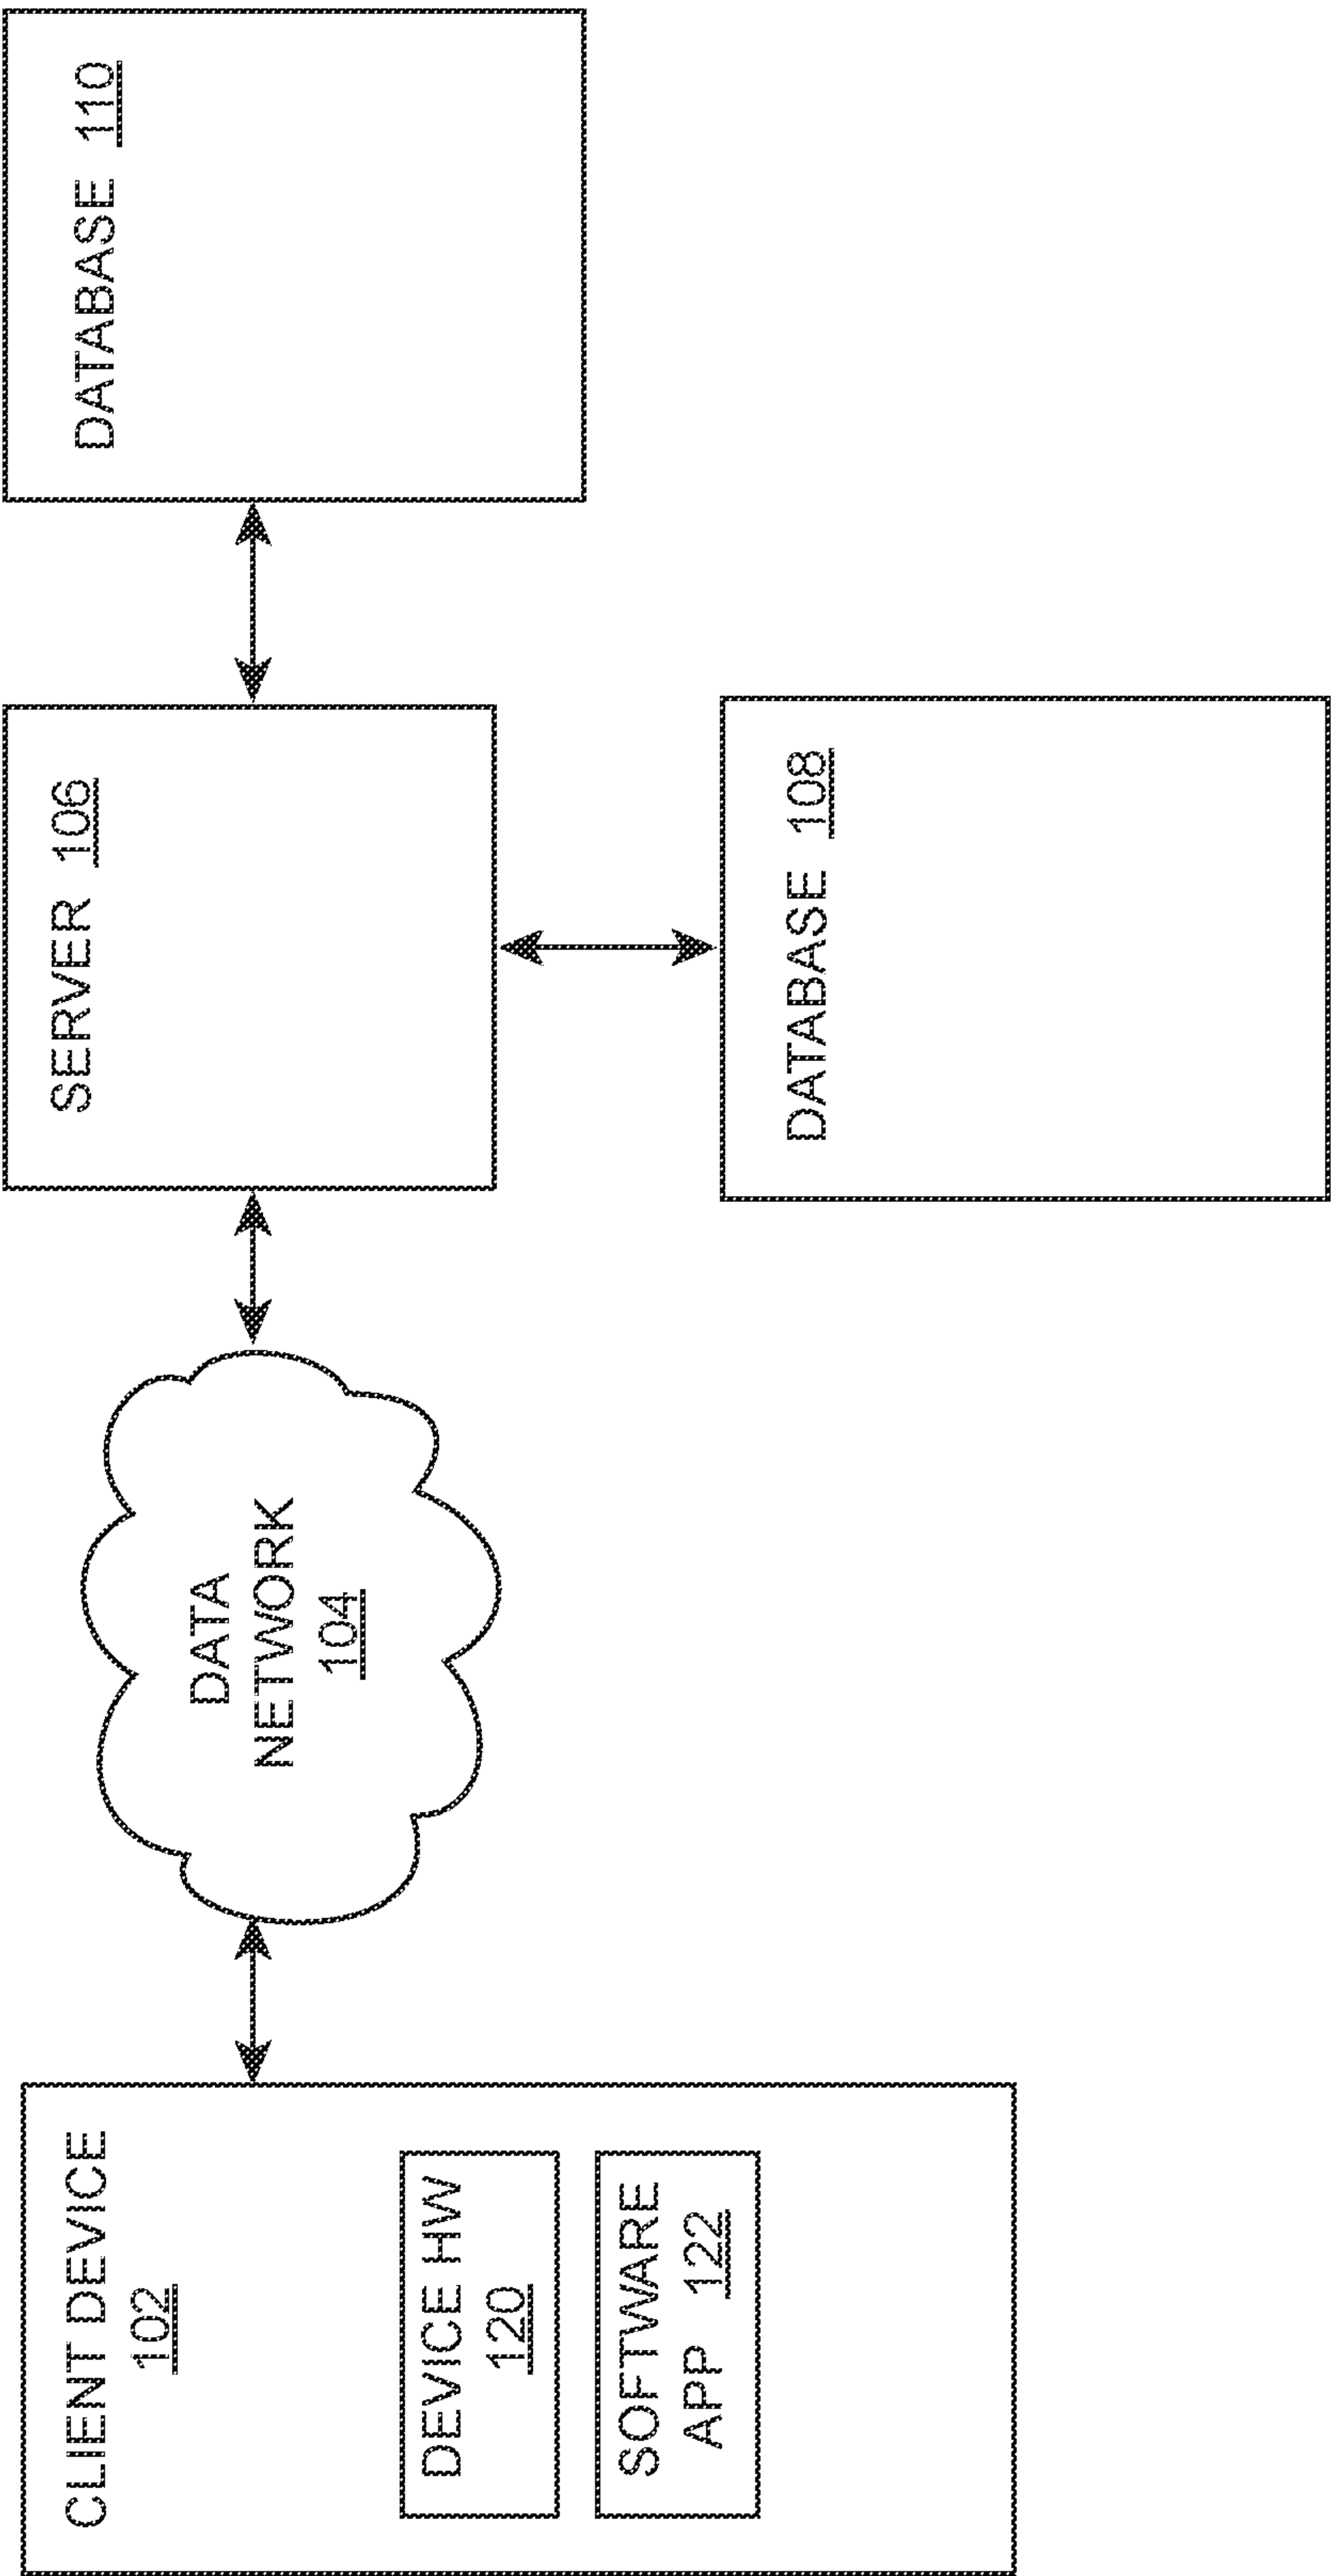 CLIENT DEVICE
102
DEVICE HW
120
SOFTWARE
APP 122
DATA
NETWORK
104
SERVER 106
DATABASE 108
DATABASE 110